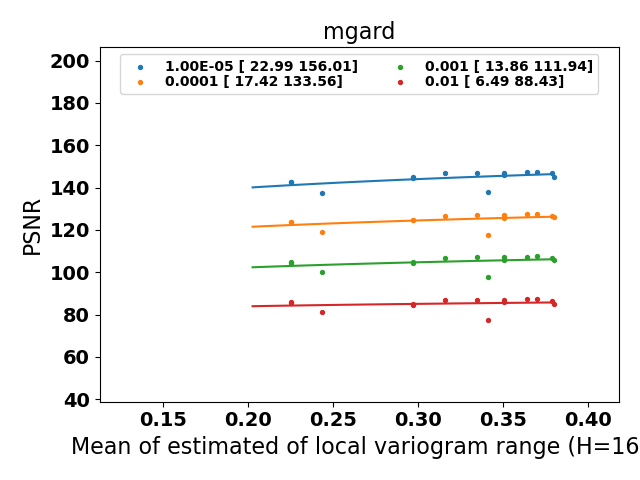 mgard
1.00E-05 [ 22.99 156.01]
0.0001 [ 17.42 133.56]
0.001 [ 13.86 111.94]
0.01 [ 6.49 88.43]
PSNR
200
180
160
140
120
100
80
60
40
0.15 0.20 0.25 0.30 0.35 0.40
Mean of estimated of local variogram range (H=16